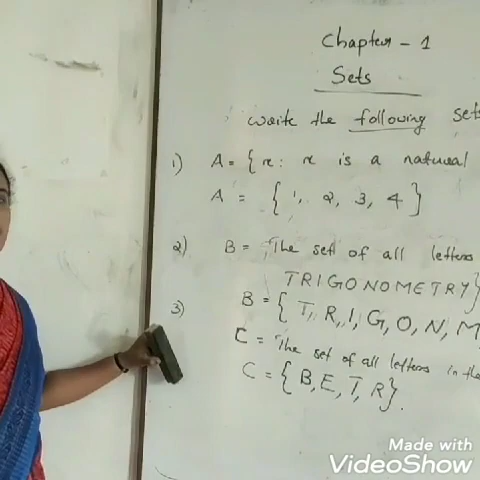 Chapter - 1
Sets
Write the following sets
1) A = { x : x is a natural
A = { 1, 2, 3, 4 }
2) B = The set of all letters
TRIGONOMETRY}
3) B = { T, R, I, G, O, N, M
C = The set of all letters in the
C = { B, E, T, R }.
Made with
VideoShow